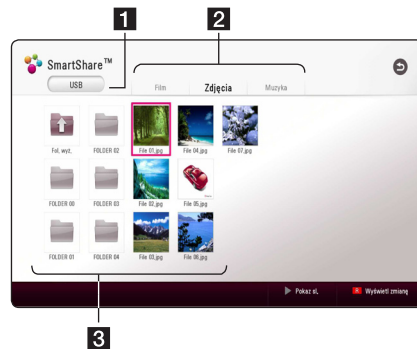 1
2
SmartShare™
USB
Film Zdjęcia Muzyka
Fol. wyż. FOLDER 02 File 01.jpg File 04.jpg File 07.jpg
FOLDER 00 FOLDER 03 File 02.jpg File 05.jpg
FOLDER 01 FOLDER 04 File 03.jpg File 06.jpg
Pokaz sl. Wyświetl zmianę
3